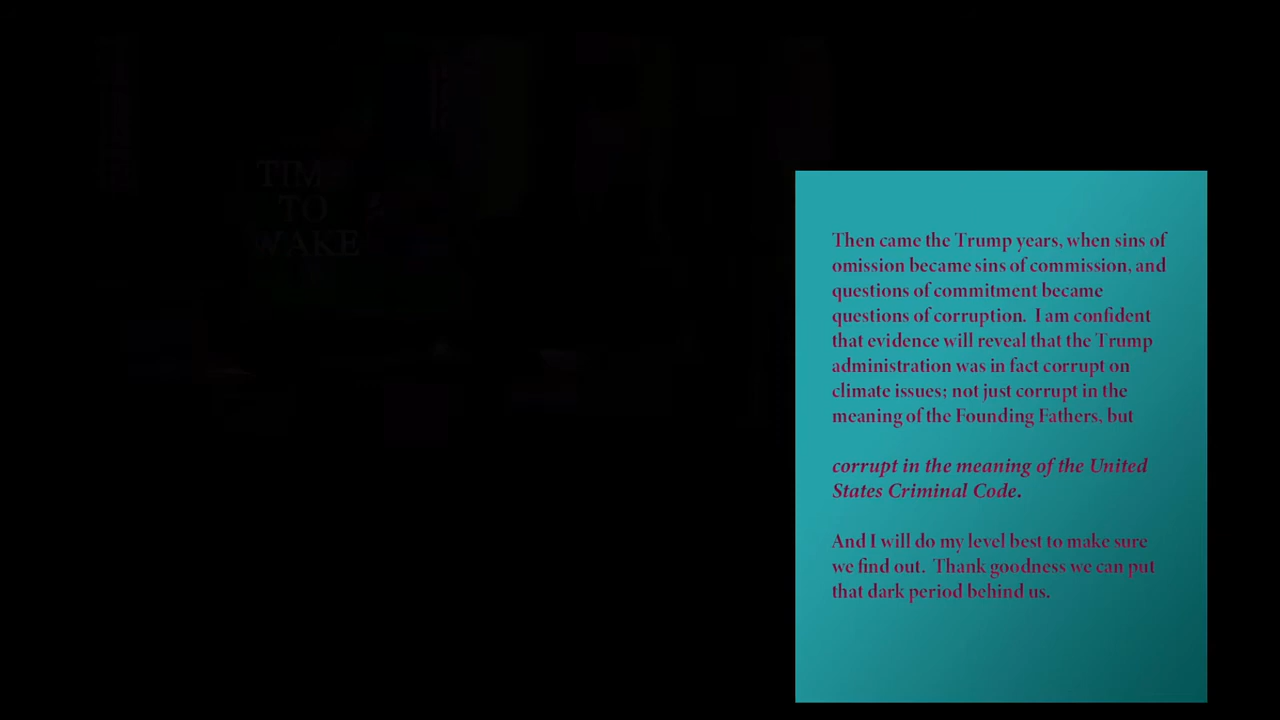 TIM
TO
WAKE
Then came the Trump years, when sins of
omission became sins of commission, and
questions of commitment became
questions of corruption. I am confident
that evidence will reveal that the Trump
administration was in fact corrupt on
climate issues; not just corrupt in the
meaning of the Founding Fathers, but
corrupt in the meaning of the United
States Criminal Code.
And I will do my level best to make sure
we find out. Thank goodness we can put
that dark period behind us.